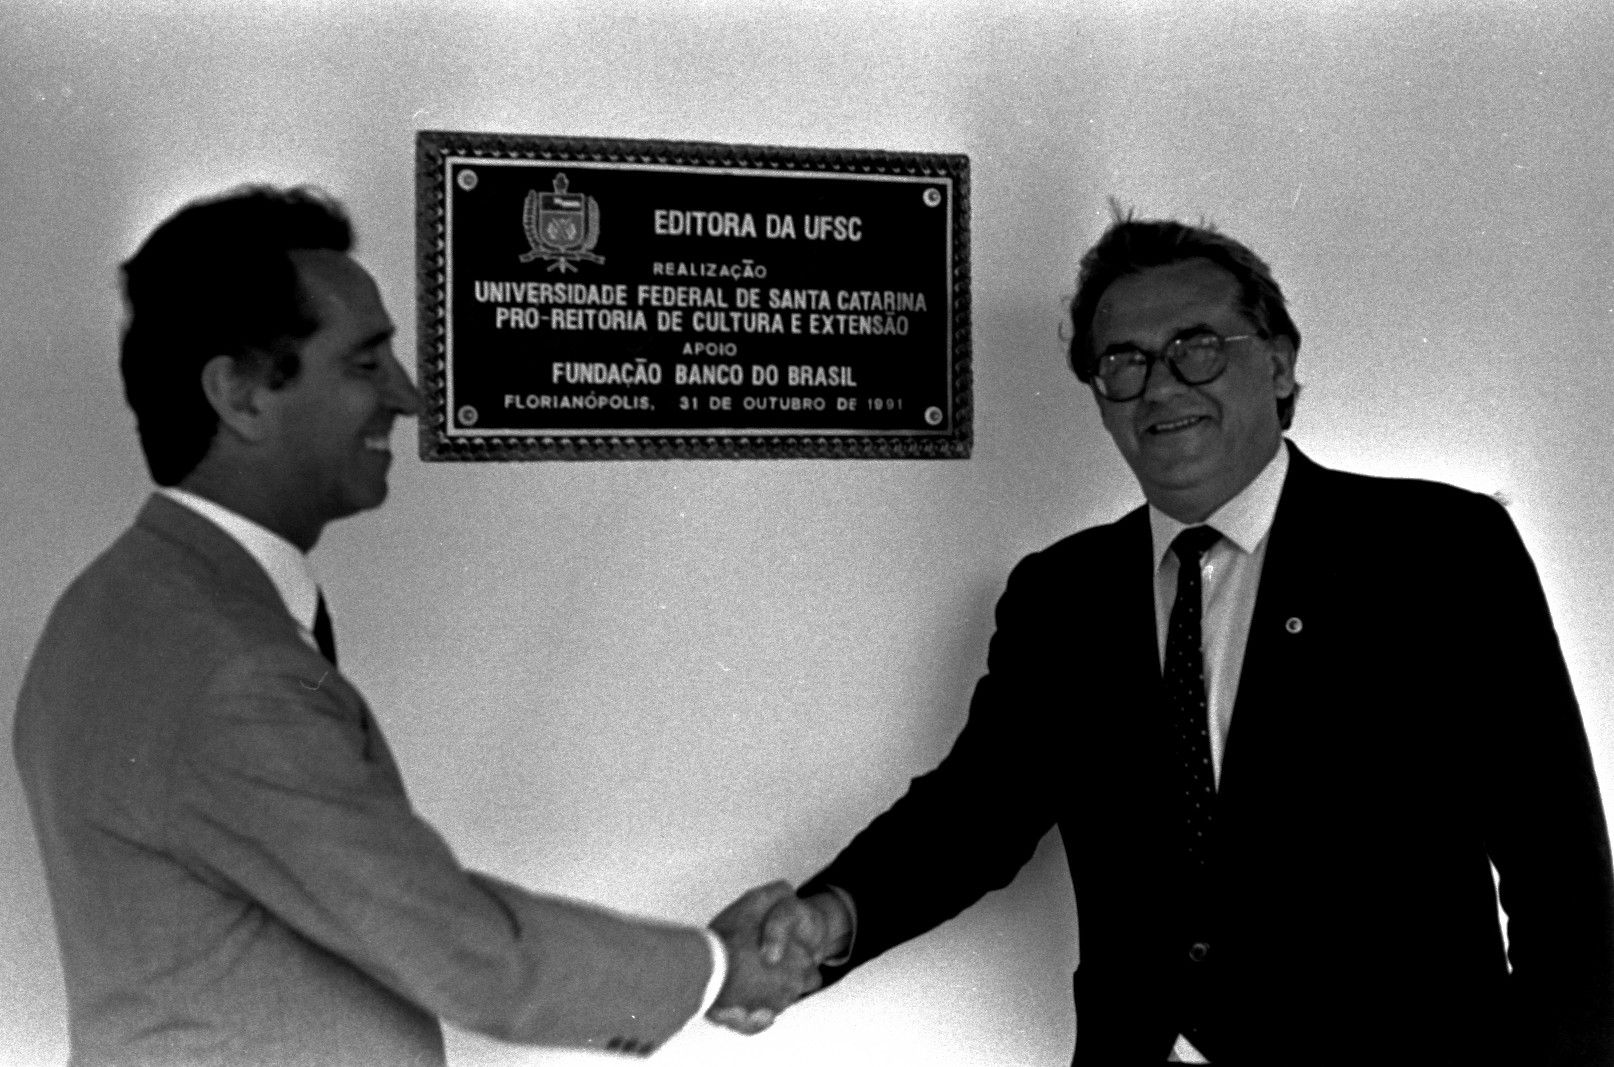 EDITORA DA UFSC
REALIZAÇÃO
UNIVERSIDADE FEDERAL DE SANTA CATARINA
PRO-REITORIA DE CULTURA E EXTENSÃO
APOIO
FUNDAÇÃO BANCO DO BRASIL
FLORIANÓPOLIS, 31 DE OUTUBRO DE 1991